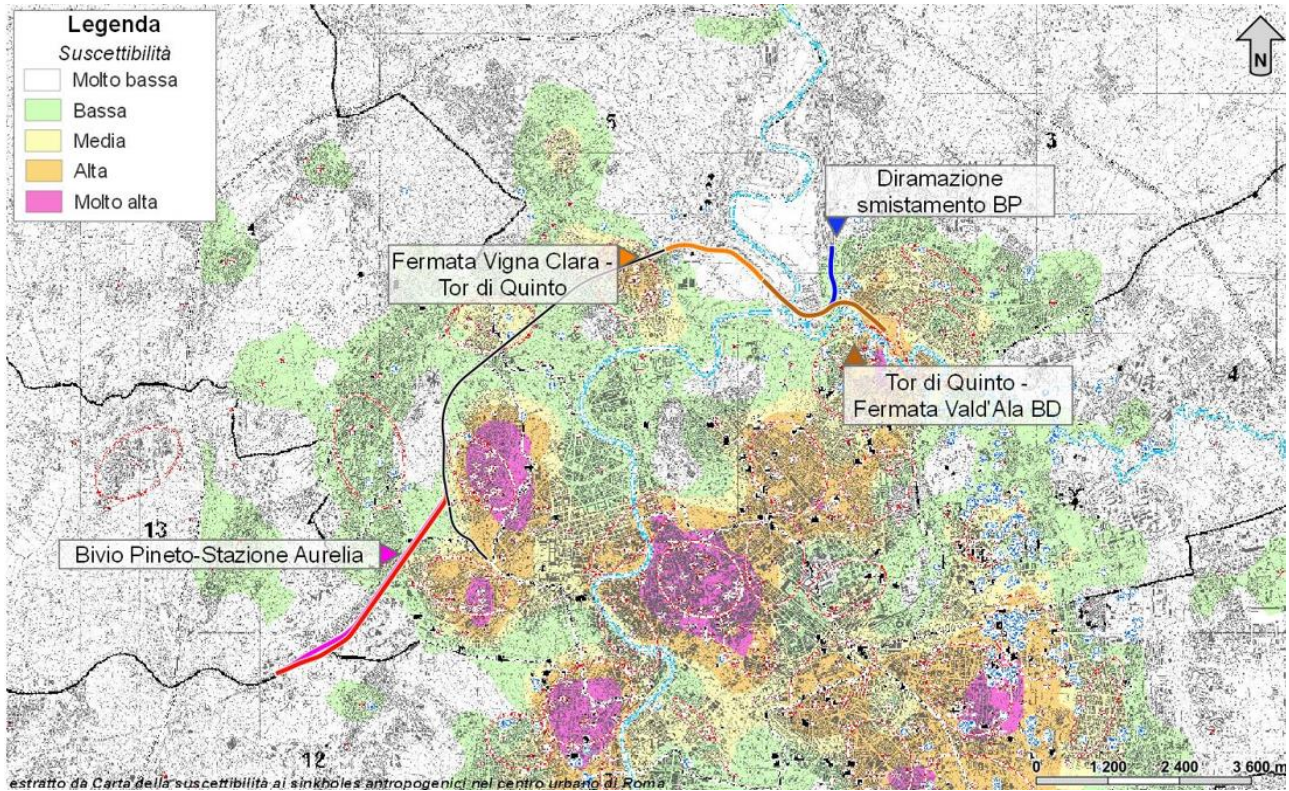 Legenda
Suscettibilità
Molto bassa
Bassa
Media
Alta
Molto alta
N
5
3
Diramazione
smistamento BP
4
Fermata Vigna Clara -
Tor di Quinto
Tor di Quinto -
Fermata Vald'Ala BD
4
13
Bivio Pineto-Stazione Aurelia
12
estratto da Carta della suscettibilità ai sinkholes antropogenici nel centro urbano di Roma
0 1 200 2 400 3 600 m